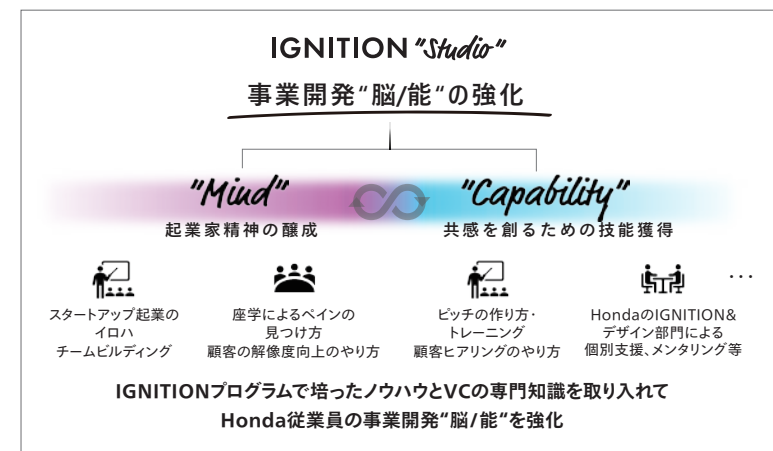 IGNITION "Studio"
事業開発“脳/能“の強化
"Mind"
起業家精神の醸成
"Capability"
共感を創るための技能獲得
スタートアップ起業の
イロハ
チームビルディング
座学によるペインの
見つけ方
顧客の解像度向上のやり方
ピッチの作り方・
トレーニング
顧客ヒアリングのやり方
HondaのIGNITION&
デザイン部門による
個別支援、メンタリング等
…
IGNITIONプログラムで培ったノウハウとVCの専門知識を取り入れて
Honda従業員の事業開発“脳/能”を強化